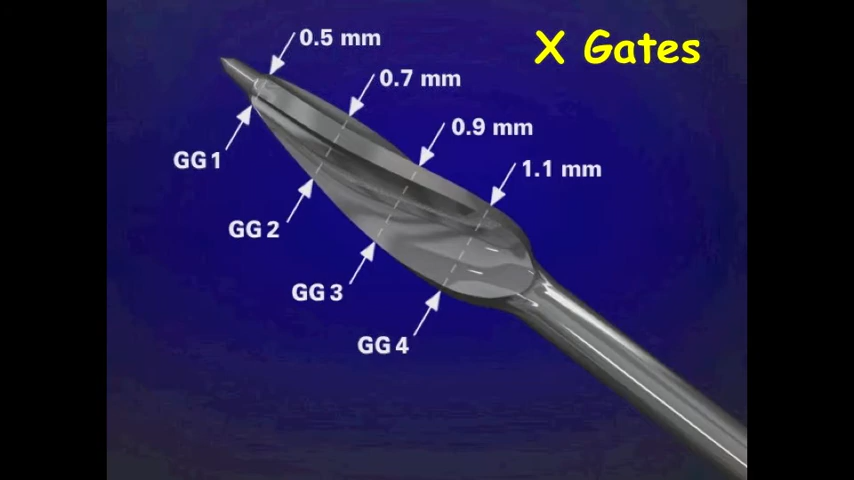 X Gates
0.5 mm
0.7 mm
0.9 mm
1.1 mm
GG 1
GG 2
GG 3
GG 4